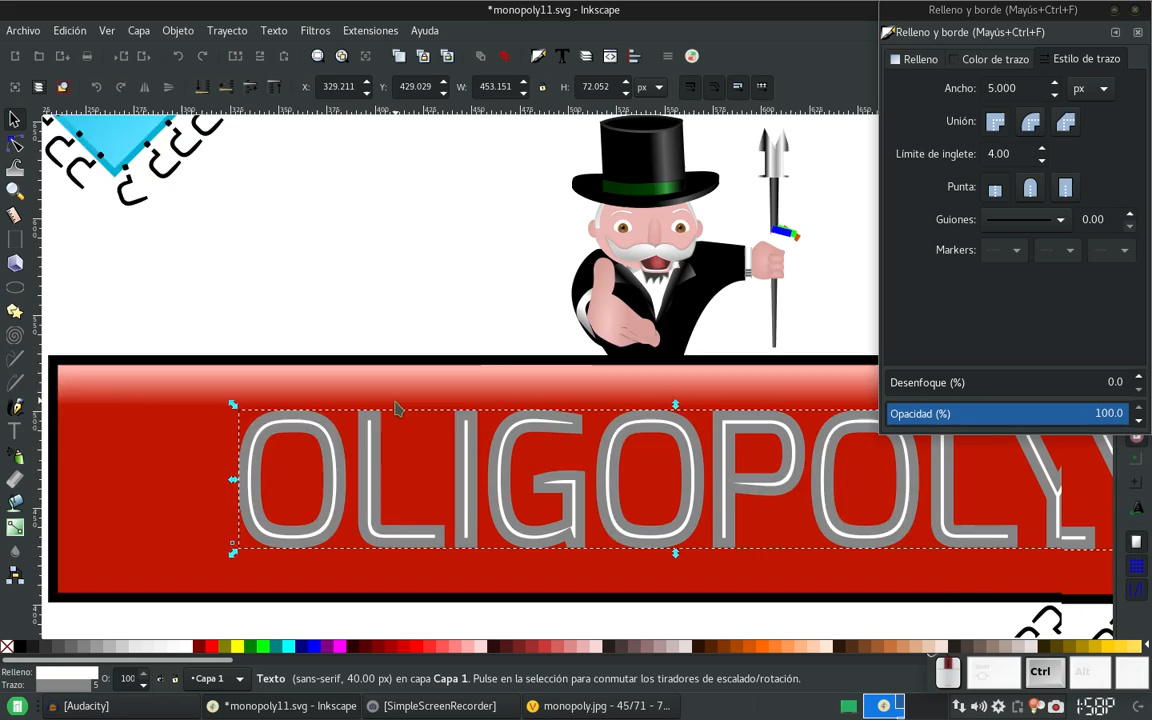 *monopoly11.svg - Inkscape
Relleno y borde (Mayús+Ctrl+F)
Archivo Edición Ver Capa Objeto Trayecto Texto Filtros Extensiones Ayuda
Relleno y borde (Mayús+Ctrl+F)
Relleno Color de trazo Estilo de trazo
X: 329.211 Y: 429.029 W: 453.151 H: 72.052 px
Ancho: 5.000 px
Unión:
Límite de inglete: 4.00
Punta:
Guiones: 0.00
Markers:
Desenfoque (%) 0.0
Opacidad (%) 100.0
OLIGOPOLY
Relleno:
Trazo: 5
O: 100
•Capa 1
Texto (sans-serif, 40.00 px) en capa Capa 1. Pulse en la selección para conmutar los tiradores de escalado/rotación.
Ctrl Alt
[Audacity] *monopoly11.svg - Inkscape [SimpleScreenRecorder] monopoly.jpg - 45/71 - 7...
1:58P